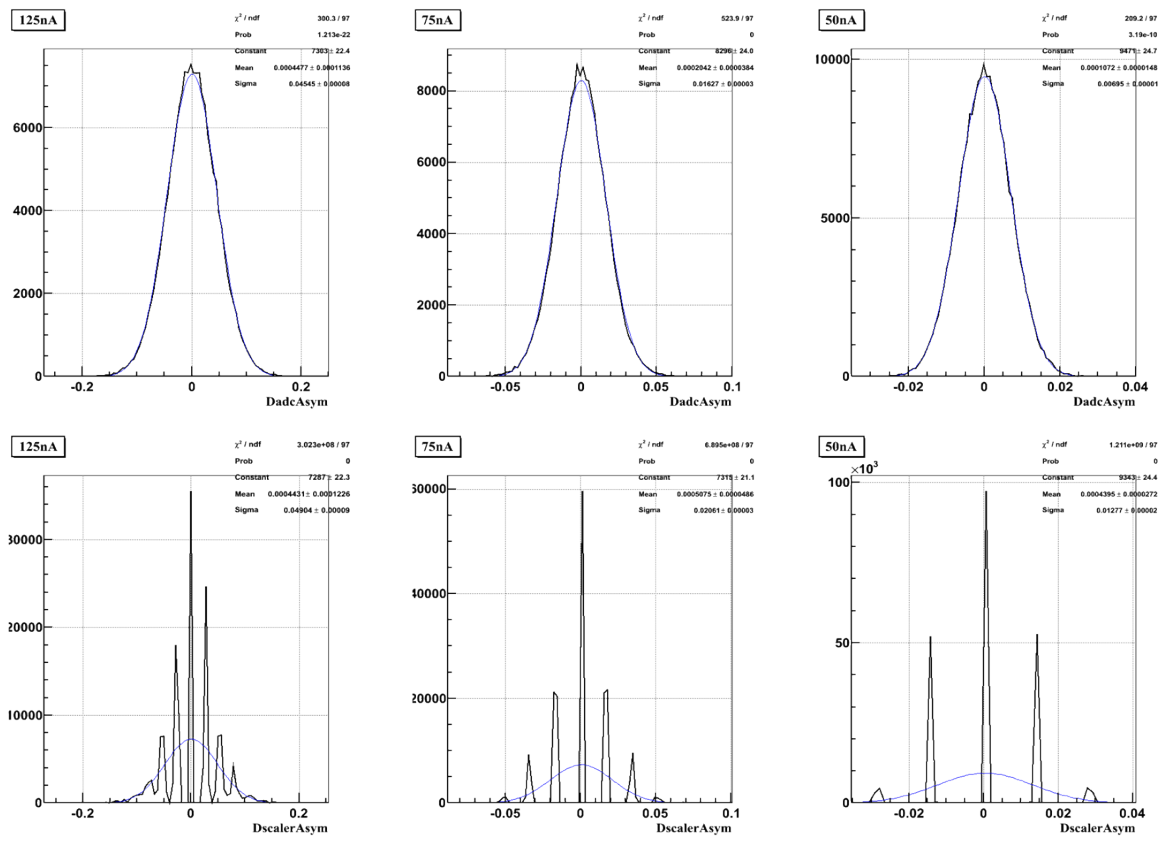 125nA
χ² / ndf 300.3 / 97
Prob 1.213e-22
Constant 7303 ± 22.4
Mean 0.0004477 ± 0.0001136
Sigma 0.04545 ± 0.00008
6000
4000
2000
0
-0.2 0 0.2
DadcAsym
75nA
χ² / ndf 523.9 / 97
Prob 0
Constant 8296 ± 24.0
Mean 0.0002042 ± 0.0000384
Sigma 0.01627 ± 0.00003
8000
6000
4000
2000
0
-0.05 0 0.05 0.1
DadcAsym
50nA
χ² / ndf 209.2 / 97
Prob 3.19e-10
Constant 9471 ± 24.7
Mean 0.0001072 ± 0.0000148
Sigma 0.00695 ± 0.00001
10000
5000
0
-0.02 0 0.02 0.04
DadcAsym
125nA
χ² / ndf 3.023e+08 / 97
Prob 0
Constant 7287 ± 22.3
Mean 0.0004431 ± 0.0001226
Sigma 0.04904 ± 0.00009
30000
20000
10000
0
-0.2 0 0.2
DscalerAsym
75nA
χ² / ndf 6.895e+08 / 97
Prob 0
Constant 7315 ± 21.1
Mean 0.0005075 ± 0.0000486
Sigma 0.02061 ± 0.00003
60000
40000
20000
0
-0.05 0 0.05 0.1
DscalerAsym
50nA
χ² / ndf 1.211e+09 / 97
Prob 0
Constant 9343 ± 24.4
Mean 0.0004395 ± 0.0000272
Sigma 0.01277 ± 0.00002
×10³
100
50
0
-0.02 0 0.02 0.04
DscalerAsym